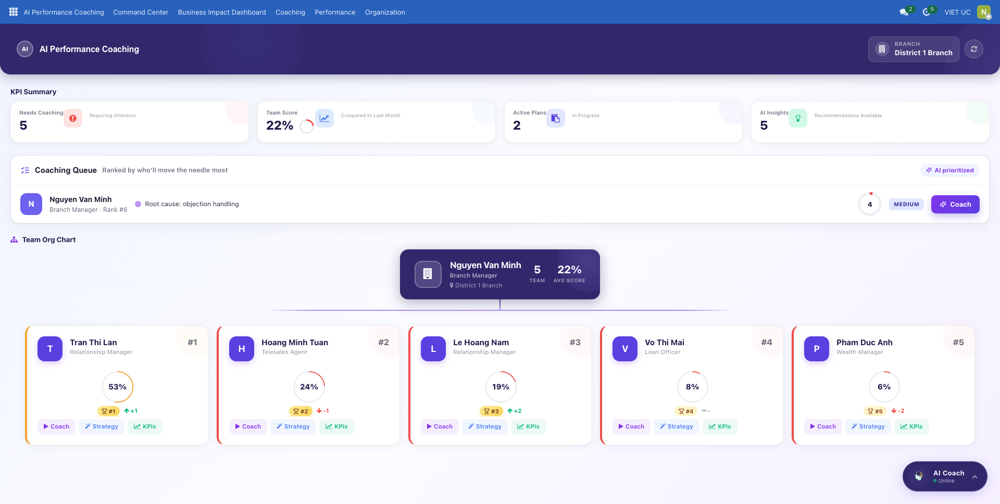 AI Performance Coaching Command Center Business Impact Dashboard Coaching Performance Organization 2 5 VIET UC N
AI AI Performance Coaching
BRANCH
District 1 Branch
KPI Summary
Needs Coaching
5
Requiring Attention
Team Score
22%
Compared to Last Month
Active Plans
2
In Progress
AI Insights
5
Recommendations Available
Coaching Queue Ranked by who'll move the needle most AI prioritized
N
Nguyen Van Minh
Branch Manager · Rank #6
Root cause: objection handling
4 MEDIUM Coach
Team Org Chart
Nguyen Van Minh
Branch Manager
District 1 Branch
5
TEAM
22%
AVG SCORE
T
Tran Thi Lan
Relationship Manager
#1
53%
#1 +1
Coach Strategy KPIs
H
Hoang Minh Tuan
Telesales Agent
#2
24%
#2 -1
Coach Strategy KPIs
L
Le Hoang Nam
Relationship Manager
#3
19%
#3 +2
Coach Strategy KPIs
V
Vo Thi Mai
Loan Officer
#4
8%
#4 -
Coach Strategy KPIs
P
Pham Duc Anh
Wealth Manager
#5
6%
#5 -2
Coach Strategy KPIs
AI Coach
Online